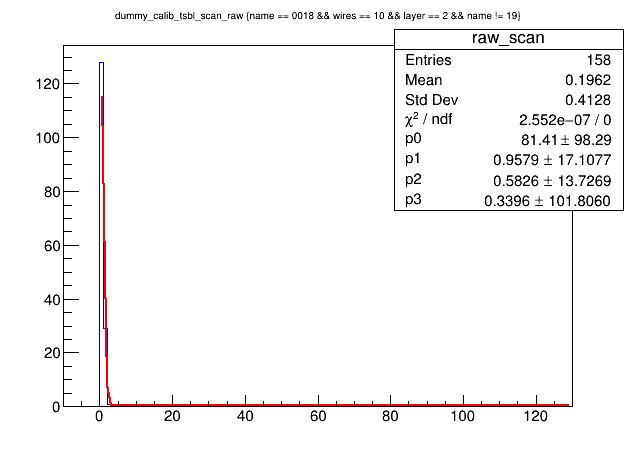 dummy_calib_tsbl_scan_raw {name == 0018 && wires == 10 && layer == 2 && name != 19}
raw_scan
Entries 158
Mean 0.1962
Std Dev 0.4128
χ² / ndf 2.552e−07 / 0
p0 81.41 ± 98.29
p1 0.9579 ± 17.1077
p2 0.5826 ± 13.7269
p3 0.3396 ± 101.8060
120
100
80
60
40
20
0
0 20 40 60 80 100 120